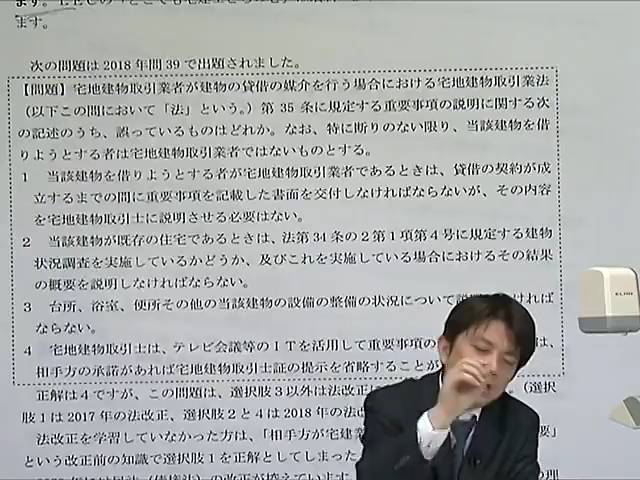 ます。
次の問題は2018年問39で出題されました。
【問題】宅地建物取引業者が建物の貸借の媒介を行う場合における宅地建物取引業法
（以下この問において「法」という。）第35条に規定する重要事項の説明に関する次
の記述のうち、誤っているものはどれか。なお、特に断りのない限り、当該建物を借
りようとする者は宅地建物取引業者ではないものとする。
1　当該建物を借りようとする者が宅地建物取引業者であるときは、貸借の契約が成
立するまでの間に重要事項を記載した書面を交付しなければならないが、その内容
を宅地建物取引士に説明させる必要はない。
2　当該建物が既存の住宅であるときは、法第34条の2第1項第4号に規定する建物
状況調査を実施しているかどうか、及びこれを実施している場合におけるその結果
の概要を説明しなければならない。
3　台所、浴室、便所その他の当該建物の設備の整備の状況について説明 ければ
ならない。
4　宅地建物取引士は、テレビ会議等のITを活用して重要事項の は、
相手方の承諾があれば宅地建物取引士証の提示を省略することが
正解は4ですが、この問題は、選択肢3以外は法改正 （選択
肢1は2017年の法改正、選択肢2と4は2018年の法改
法改正を学習していなかった方は、「相手方が宅建業 要」
という改正前の知識で選択肢1を正解としてしまった
改正が控えています。 の理
ELMO